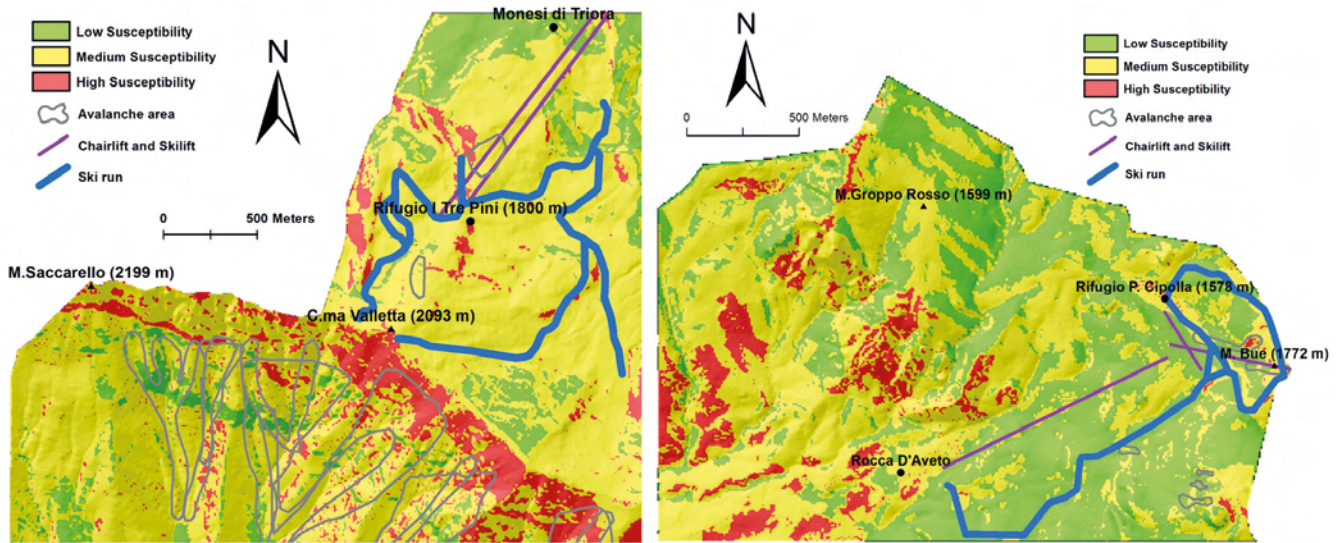 Low Susceptibility
Medium Susceptibility
High Susceptibility
Avalanche area
Chairlift and Skilift
Ski run
N
0 500 Meters
Monesi di Triora
Rifugio I Tre Pini (1800 m)
M.Saccarello (2199 m)
C.ma Valletta (2093 m)
N
0 500 Meters
Low Susceptibility
Medium Susceptibility
High Susceptibility
Avalanche area
Chairlift and Skilift
Ski run
M.Groppo Rosso (1599 m)
Rifugio P. Cipolla (1578 m)
M. Bue (1772 m)
Rocca D'Aveto